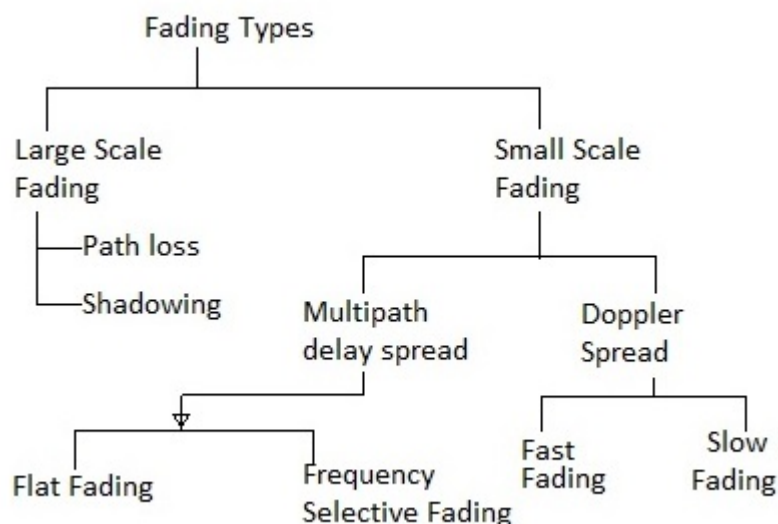 Fading Types
Large Scale
Fading
Small Scale
Fading
Path loss
Shadowing
Multipath
delay spread
Doppler
Spread
Flat Fading
Frequency
Selective Fading
Fast
Fading
Slow
Fading